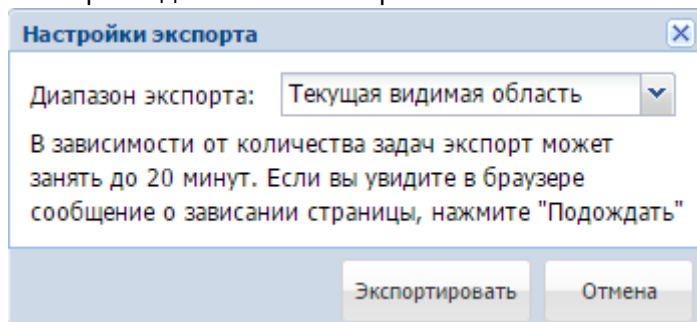 Настройки экспорта
Диапазон экспорта: Текущая видимая область
В зависимости от количества задач экспорт может
занять до 20 минут. Если вы увидите в браузере
сообщение о зависании страницы, нажмите "Подождать"
Экспортировать Отмена